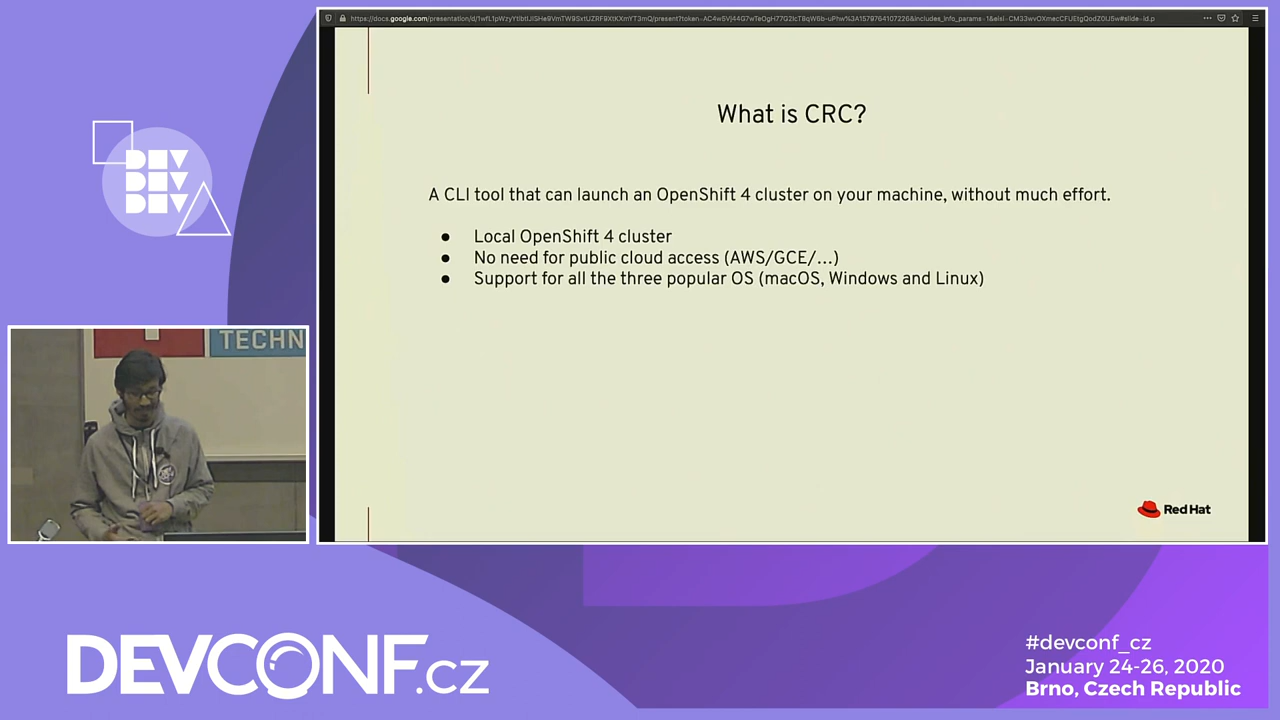 What is CRC?
A CLI tool that can launch an OpenShift 4 cluster on your machine, without much effort.
● Local OpenShift 4 cluster
● No need for public cloud access (AWS/GCE/...)
● Support for all the three popular OS (macOS, Windows and Linux)
Red Hat
DEV
DEV
DEV
TECHN
DEVCONF.cz
#devconf_cz
January 24-26, 2020
Brno, Czech Republic